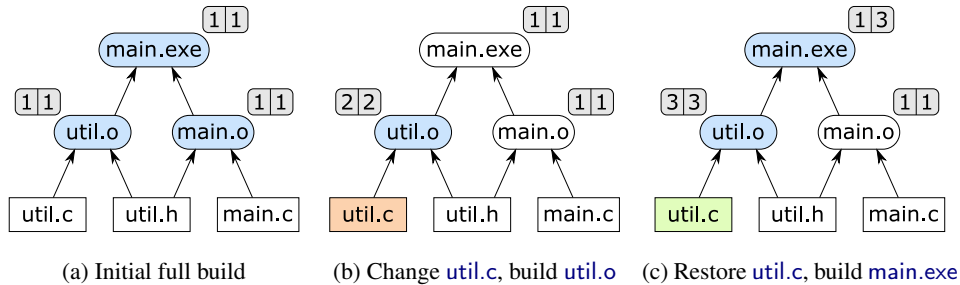 1 1
main.exe
1 1
1 1
util.o
main.o
util.c
util.h
main.c
(a) Initial full build
1 1
main.exe
2 2
1 1
util.o
main.o
util.c
util.h
main.c
(b) Change util.c, build util.o
1 3
main.exe
3 3
1 1
util.o
main.o
util.c
util.h
main.c
(c) Restore util.c, build main.exe